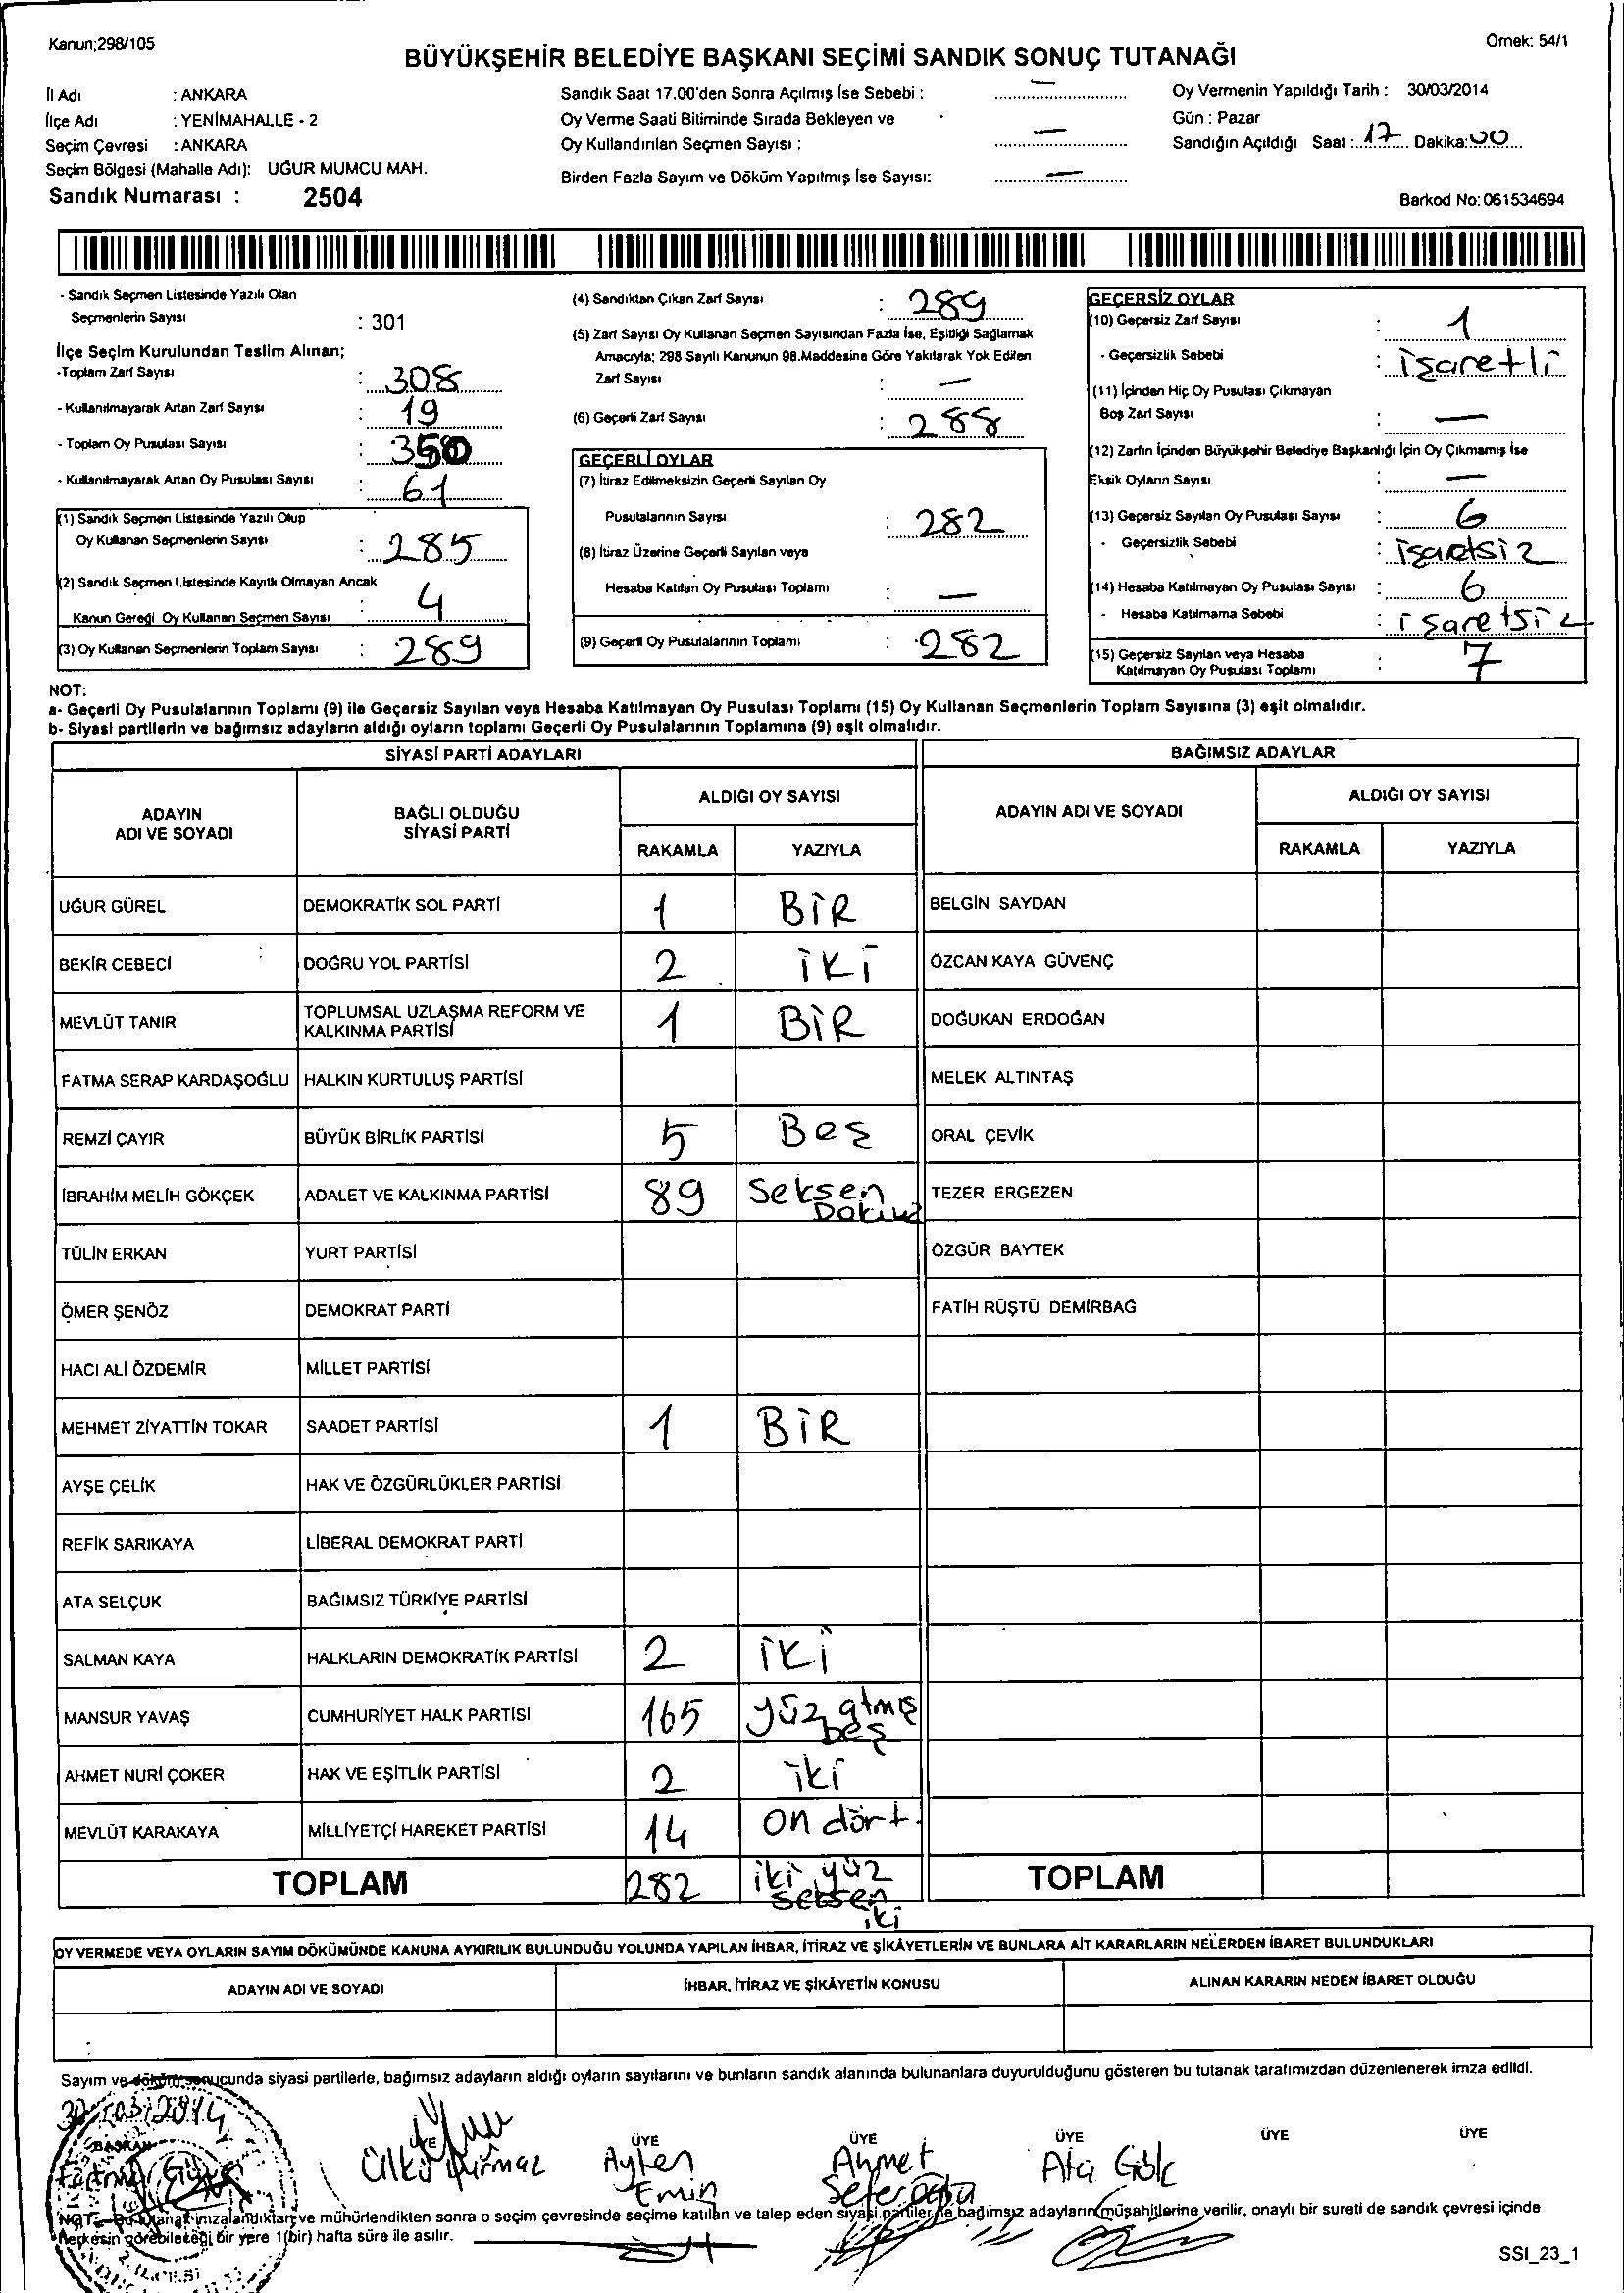 Kanun;298/105
Örnek: 54/1
BÜYÜKŞEHİR BELEDİYE BAŞKANI SEÇİMİ SANDIK SONUÇ TUTANAĞI
İl Adı : ANKARA
İlçe Adı : YENİMAHALLE - 2
Seçim Çevresi : ANKARA
Seçim Bölgesi (Mahalle Adı): UĞUR MUMCU MAH.
Sandık Numarası : 2504
Sandık Saat 17.00'den Sonra Açılmış İse Sebebi : —
Oy Verme Saati Bitiminde Sırada Bekleyen ve
Oy Kullandırılan Seçmen Sayısı : —
Birden Fazla Sayım ve Döküm Yapılmış İse Sayısı: —
Oy Vermenin Yapıldığı Tarih : 30/03/2014
Gün : Pazar
Sandığın Açıldığı Saat : 17 Dakika: 00
Barkod No: 061534694
- Sandık Seçmen Listesinde Yazılı Olan
Seçmenlerin Sayısı : 301
İlçe Seçim Kurulundan Teslim Alınan;
-Toplam Zarf Sayısı : 308
- Kullanılmayarak Artan Zarf Sayısı : 19
- Toplam Oy Pusulası Sayısı : 350
- Kullanılmayarak Artan Oy Pusulası Sayısı : 61
(1) Sandık Seçmen Listesinde Yazılı Olup
Oy Kullanan Seçmenlerin Sayısı : 285
(2) Sandık Seçmen Listesinde Kayıtlı Olmayan Ancak
Kanun Gereği Oy Kullanan Seçmen Sayısı : 4
(3) Oy Kullanan Seçmenlerin Toplam Sayısı : 289
(4) Sandıktan Çıkan Zarf Sayısı : 289
(5) Zarf Sayısı Oy Kullanan Seçmen Sayısından Fazla İse, Eşitliği Sağlamak
Amacıyla; 298 Sayılı Kanunun 98.Maddesine Göre Yakılarak Yok Edilen
Zarf Sayısı : —
(6) Geçerli Zarf Sayısı : 288
GEÇERLİ OYLAR
(7) İtiraz Edilmeksizin Geçerli Sayılan Oy
Pusulalarının Sayısı : 282
(8) İtiraz Üzerine Geçerli Sayılan veya
Hesaba Katılan Oy Pusulası Toplamı : —
(9) Geçerli Oy Pusulalarının Toplamı : 282
GEÇERSİZ OYLAR
(10) Geçersiz Zarf Sayısı : 1
- Geçersizlik Sebebi : işaretli
(11) İçinden Hiç Oy Pusulası Çıkmayan
Boş Zarf Sayısı : —
(12) Zarfın İçinden Büyükşehir Belediye Başkanlığı İçin Oy Çıkmamış İse
Eksik Oyların Sayısı : —
(13) Geçersiz Sayılan Oy Pusulası Sayısı : 6
- Geçersizlik Sebebi : işaretsiz
(14) Hesaba Katılmayan Oy Pusulası Sayısı : 6
- Hesaba Katılmama Sebebi : işaretsiz
(15) Geçersiz Sayılan veya Hesaba
Katılmayan Oy Pusulası Toplamı : 7
NOT:
a- Geçerli Oy Pusulalarının Toplamı (9) ile Geçersiz Sayılan veya Hesaba Katılmayan Oy Pusulası Toplamı (15) Oy Kullanan Seçmenlerin Toplam Sayısına (3) eşit olmalıdır.
b- Siyasi partilerin ve bağımsız adayların aldığı oyların toplamı Geçerli Oy Pusulalarının Toplamına (9) eşit olmalıdır.
SİYASİ PARTİ ADAYLARI
BAĞIMSIZ ADAYLAR
ADAYIN ADI VE SOYADI
BAĞLI OLDUĞU SİYASİ PARTİ
ALDIĞI OY SAYISI
RAKAMLA YAZIYLA
ADAYIN ADI VE SOYADI
ALDIĞI OY SAYISI
RAKAMLA YAZIYLA
UĞUR GÜREL DEMOKRATİK SOL PARTİ 1 BİR BELGİN SAYDAN
BEKİR CEBECİ DOĞRU YOL PARTİSİ 2 İKİ ÖZCAN KAYA GÜVENÇ
MEVLÜT TANIR TOPLUMSAL UZLAŞMA REFORM VE KALKINMA PARTİSİ 1 BİR DOĞUKAN ERDOĞAN
FATMA SERAP KARDAŞOĞLU HALKIN KURTULUŞ PARTİSİ MELEK ALTINTAŞ
REMZİ ÇAYIR BÜYÜK BİRLİK PARTİSİ 5 Beş ORAL ÇEVİK
İBRAHİM MELİH GÖKÇEK ADALET VE KALKINMA PARTİSİ 89 Seksen Dokuz TEZER ERGEZEN
TÜLİN ERKAN YURT PARTİSİ ÖZGÜR BAYTEK
ÖMER ŞENÖZ DEMOKRAT PARTİ FATİH RÜŞTÜ DEMİRBAĞ
HACI ALİ ÖZDEMİR MİLLET PARTİSİ
MEHMET ZİYATTİN TOKAR SAADET PARTİSİ 1 BİR
AYŞE ÇELİK HAK VE ÖZGÜRLÜKLER PARTİSİ
REFİK SARIKAYA LİBERAL DEMOKRAT PARTİ
ATA SELÇUK BAĞIMSIZ TÜRKİYE PARTİSİ
SALMAN KAYA HALKLARIN DEMOKRATİK PARTİSİ 2 İKİ
MANSUR YAVAŞ CUMHURİYET HALK PARTİSİ 165 yüz atmış beş
AHMET NURİ ÇOKER HAK VE EŞİTLİK PARTİSİ 2 iki
MEVLÜT KARAKAYA MİLLİYETÇİ HAREKET PARTİSİ 14 on dört
TOPLAM 282 iki yüz seksen iki TOPLAM
OY VERMEDE VEYA OYLARIN SAYIM DÖKÜMÜNDE KANUNA AYKIRILIK BULUNDUĞU YOLUNDA YAPILAN İHBAR, İTİRAZ VE ŞİKÂYETLERİN VE BUNLARA AİT KARARLARIN NELERDEN İBARET BULUNDUKLARI
ADAYIN ADI VE SOYADI
İHBAR, İTİRAZ VE ŞİKÂYETİN KONUSU
ALINAN KARARIN NEDEN İBARET OLDUĞU
Sayım ve döküm sonucunda siyasi partilerle, bağımsız adayların aldığı oyların sayılarını ve bunların sandık alanında bulunanlara duyurulduğunu gösteren bu tutanak tarafımızdan düzenlenerek imza edildi.
30/03/2014
BAŞKAN ÜYE ÜYE ÜYE ÜYE ÜYE ÜYE
Fatma Ülkü Durmaz Ayten Emin Ahmet Seferoğlu Ata Gök
NOT: Bu tutanak imzalandıktan ve mühürlendikten sonra o seçim çevresinde seçime katılan ve talep eden siyasi partiler ile bağımsız adayların müşahitlerine verilir, onaylı bir sureti de sandık çevresi içinde
herkesin görebileceği bir yere 1(bir) hafta süre ile asılır.
SSI_23_1